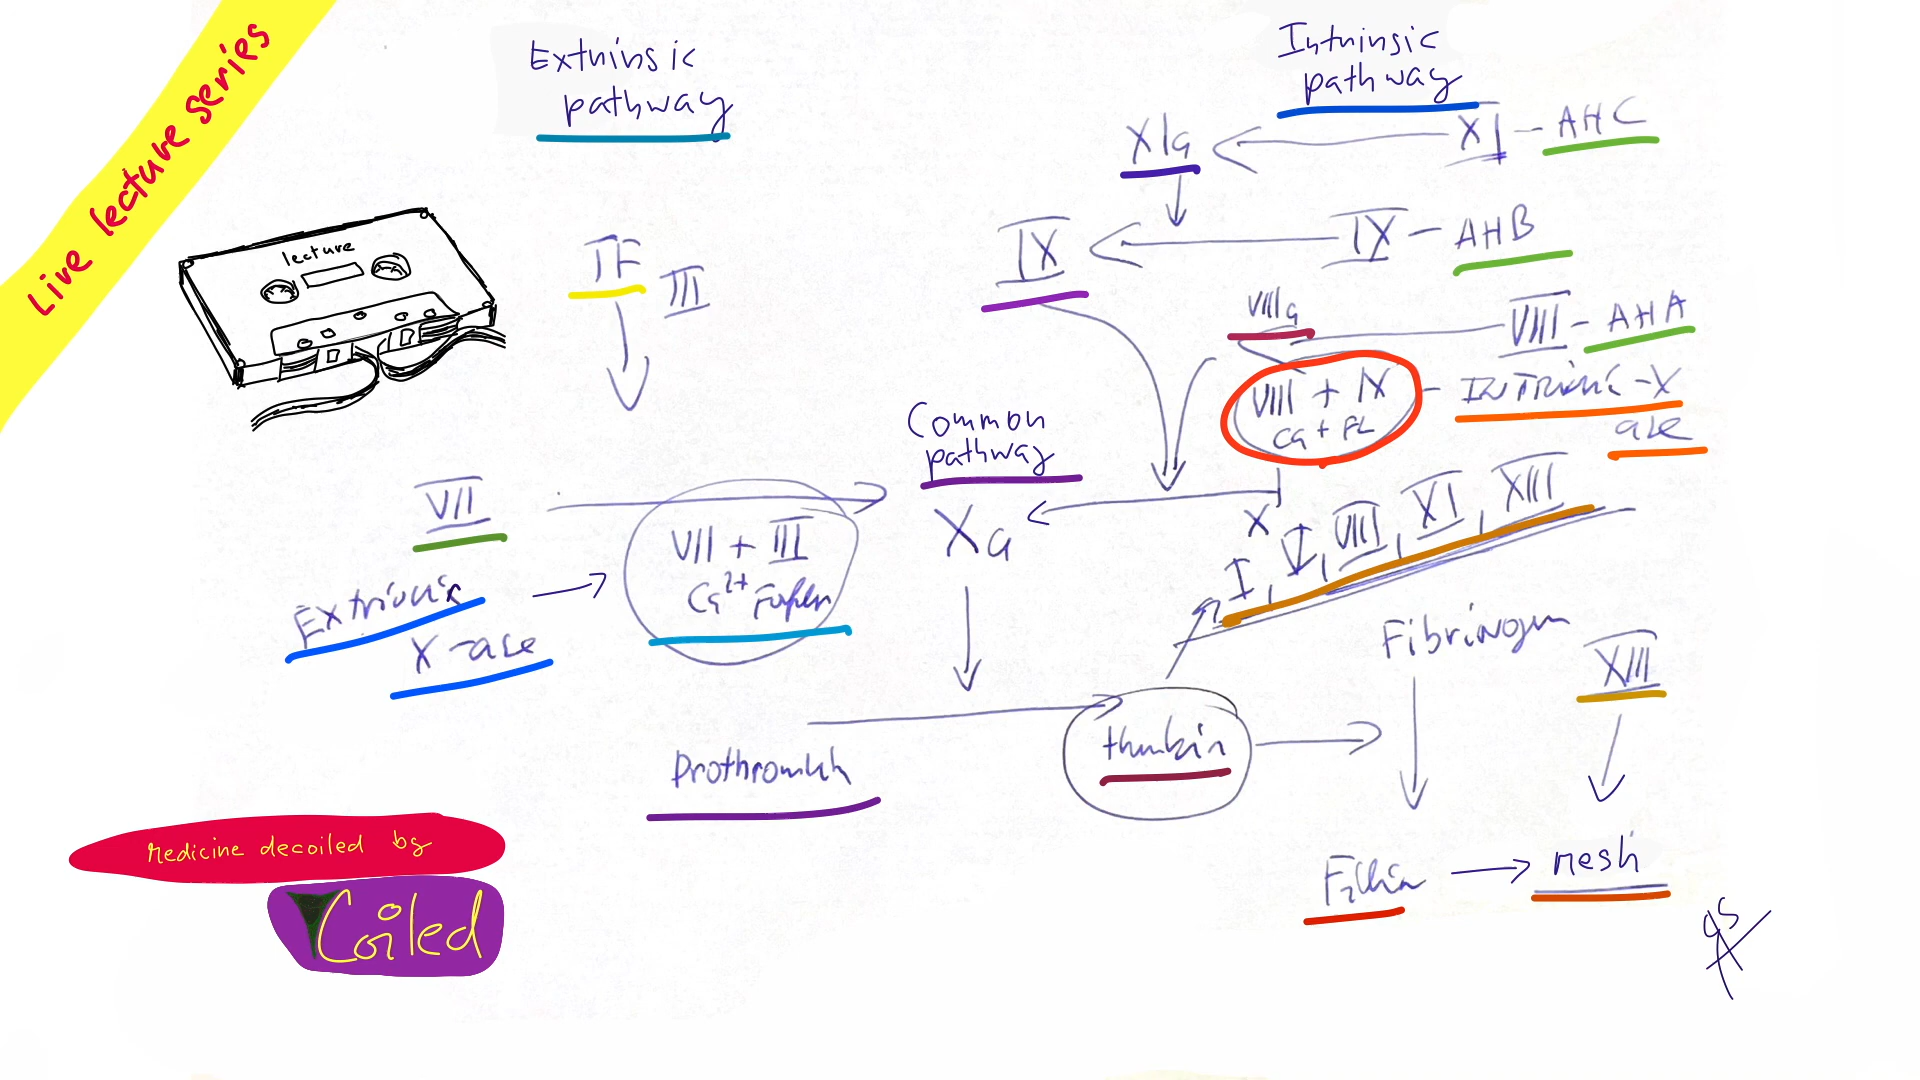 Live lecture series
Extrinsic
pathway
Intrinsic
pathway
XIa
XI - AHC
lecture
TF
III
IX
IX - AHB
VIIIa
VIII - AHA
VIII + IX
Ca + PL
- INTRinic - X
ase
Common
pathway
VII
VII + III
Ca2+
Xa
X
I, V, VIII, XI, XIII
Extrinsic
X-ase
Fibrinogen
XIII
Prothrombin
thrombin
Fibrin
mesh
Medicine decoiled by
Coiled